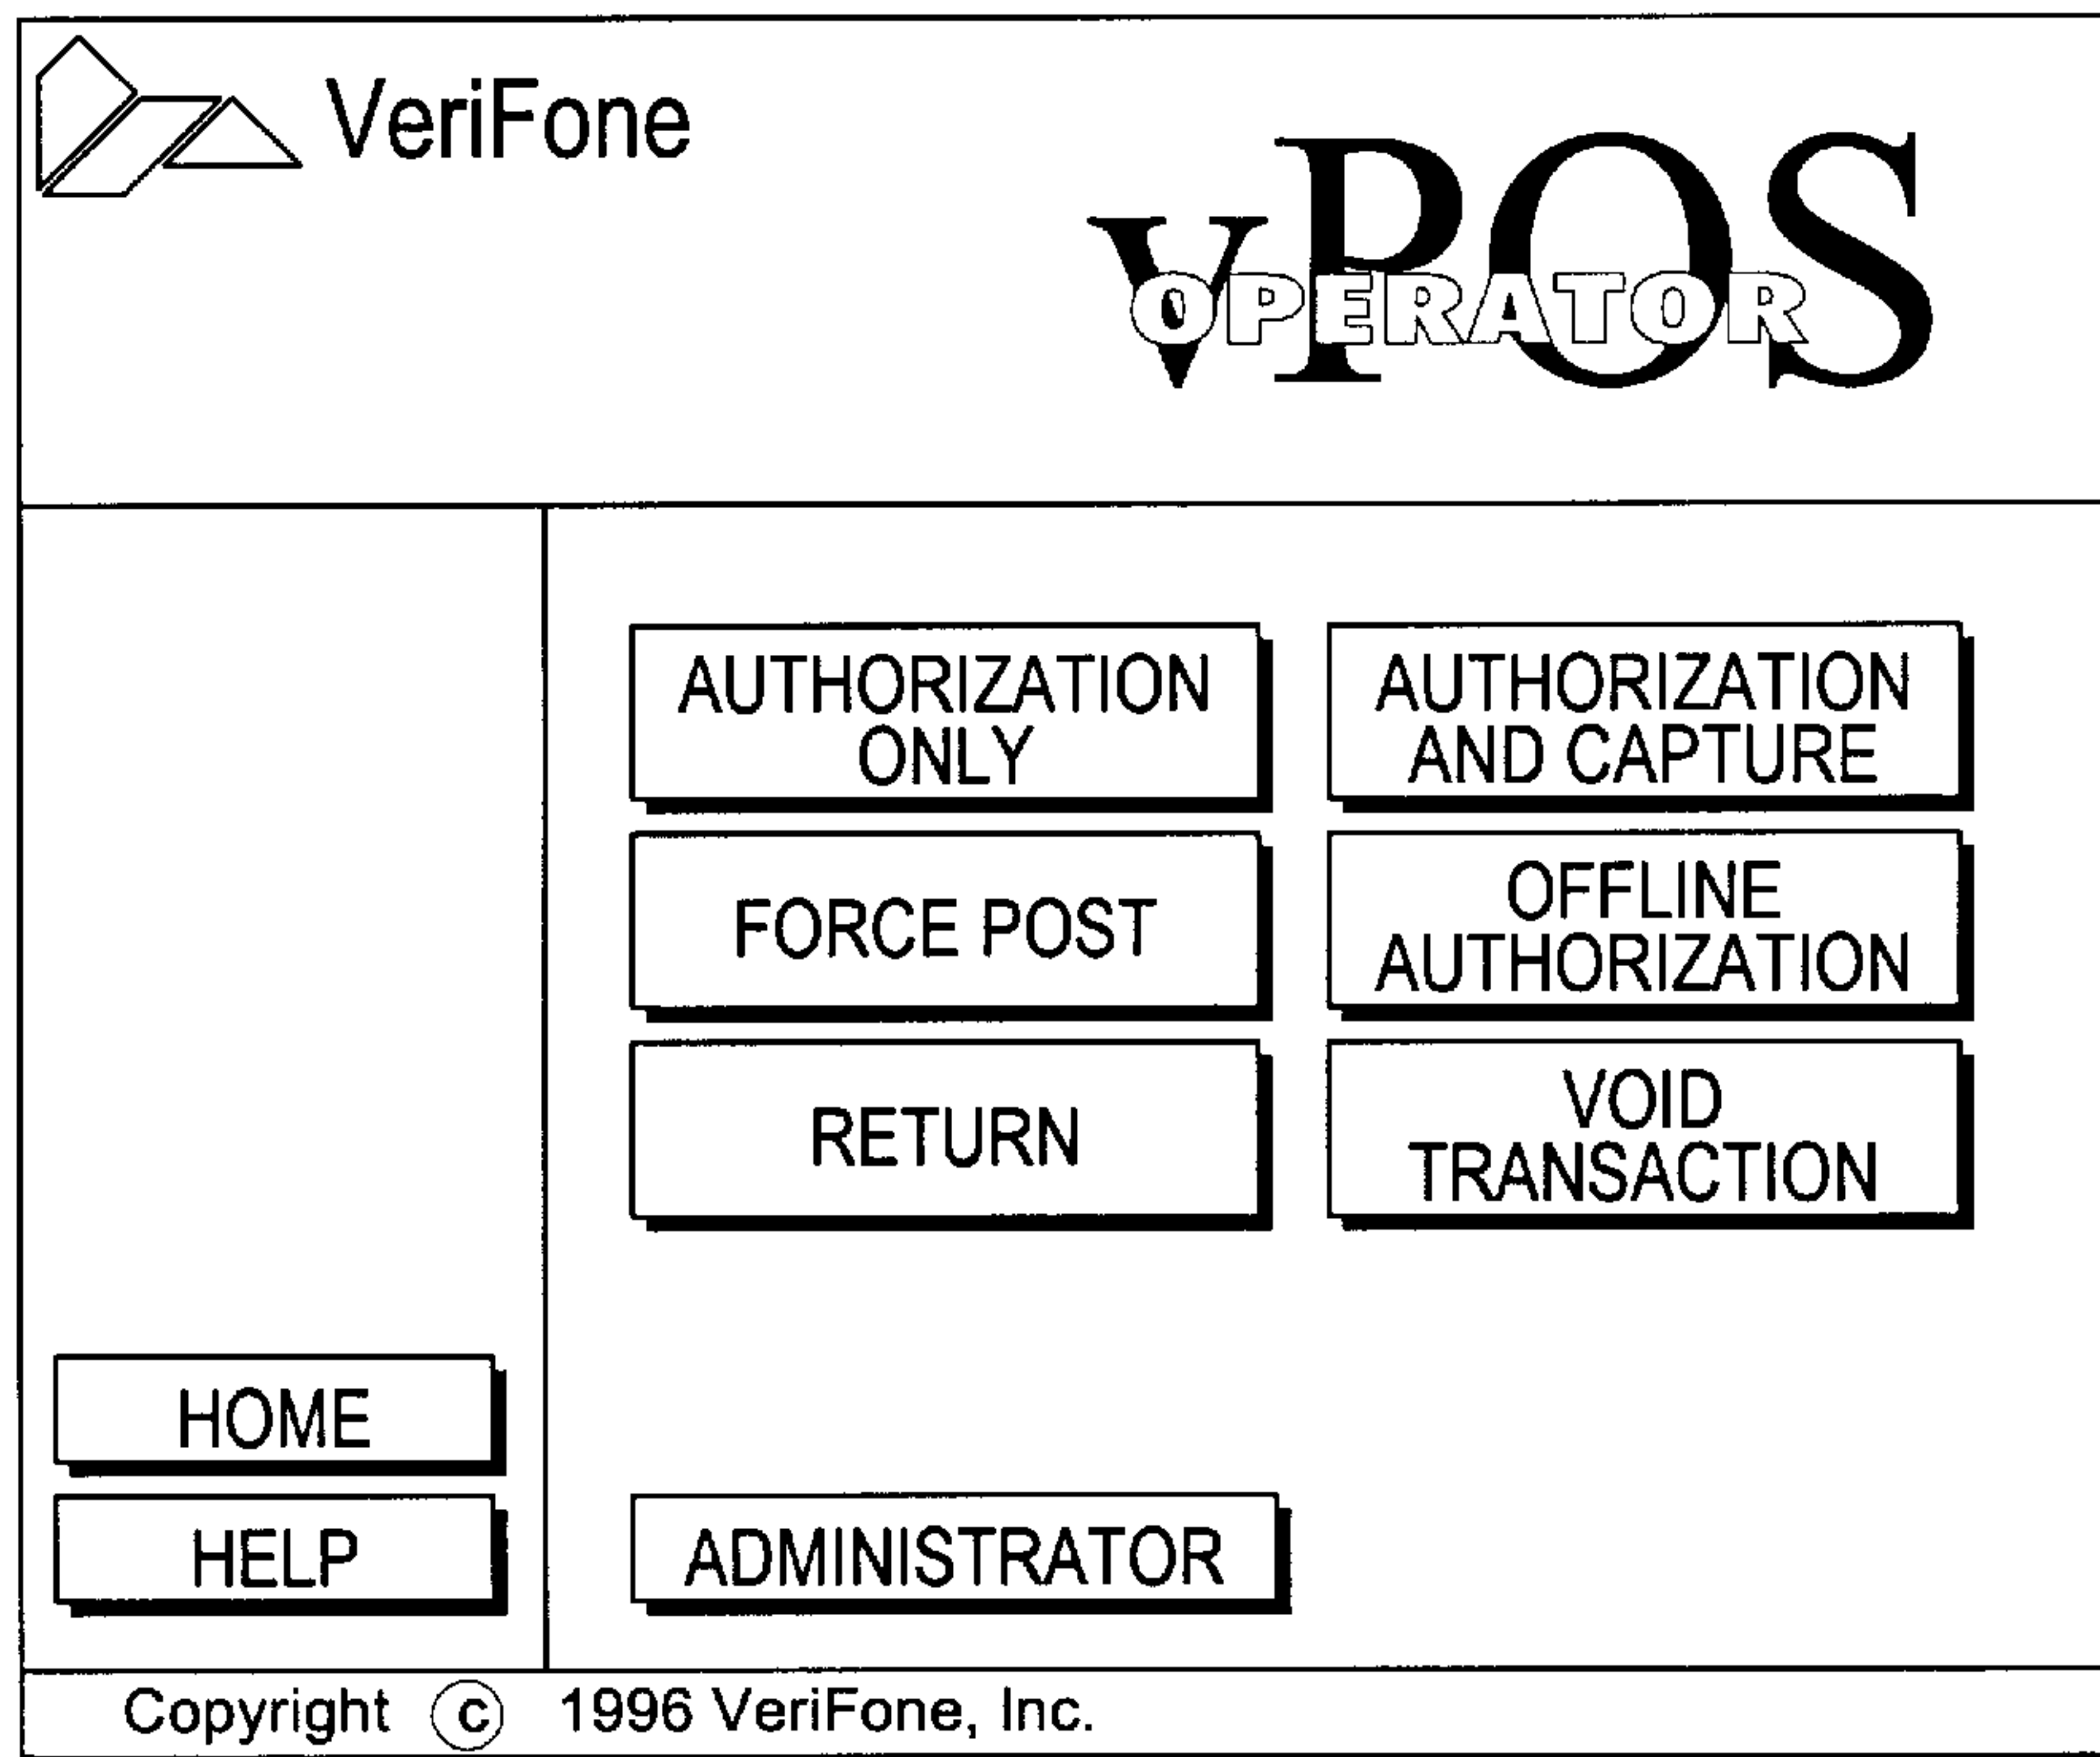 VeriFone
vPOS
OPERATOR
AUTHORIZATION
ONLY
AUTHORIZATION
AND CAPTURE
FORCE POST
OFFLINE
AUTHORIZATION
RETURN
VOID
TRANSACTION
HOME
HELP
ADMINISTRATOR
Copyright © 1996 VeriFone, Inc.